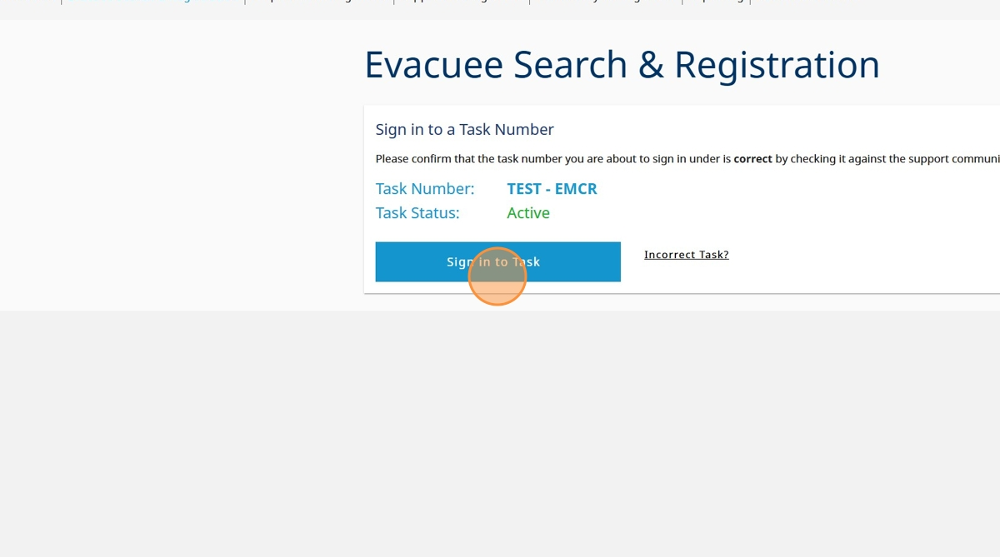 Evacuee Search & Registration
Sign in to a Task Number
Please confirm that the task number you are about to sign in under is correct by checking it against the support
Task Number: TEST - EMCR
Task Status: Active
Sign in to Task
Incorrect Task?